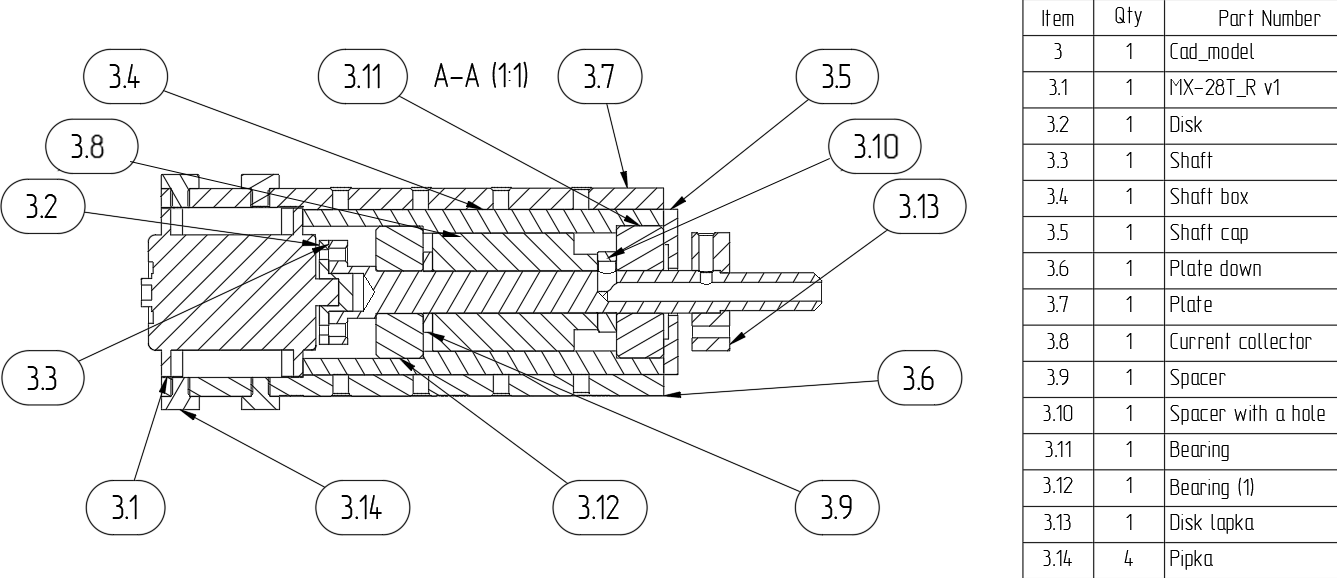 3.4
3.11
A-A (1:1)
3.7
3.5
3.8
3.10
3.2
3.13
3.3
3.6
3.1
3.14
3.12
3.9
Item Qty Part Number
3 1 Cad_model
3.1 1 MX-28T_R v1
3.2 1 Disk
3.3 1 Shaft
3.4 1 Shaft box
3.5 1 Shaft cap
3.6 1 Plate down
3.7 1 Plate
3.8 1 Current collector
3.9 1 Spacer
3.10 1 Spacer with a hole
3.11 1 Bearing
3.12 1 Bearing (1)
3.13 1 Disk lapka
3.14 4 Pipka